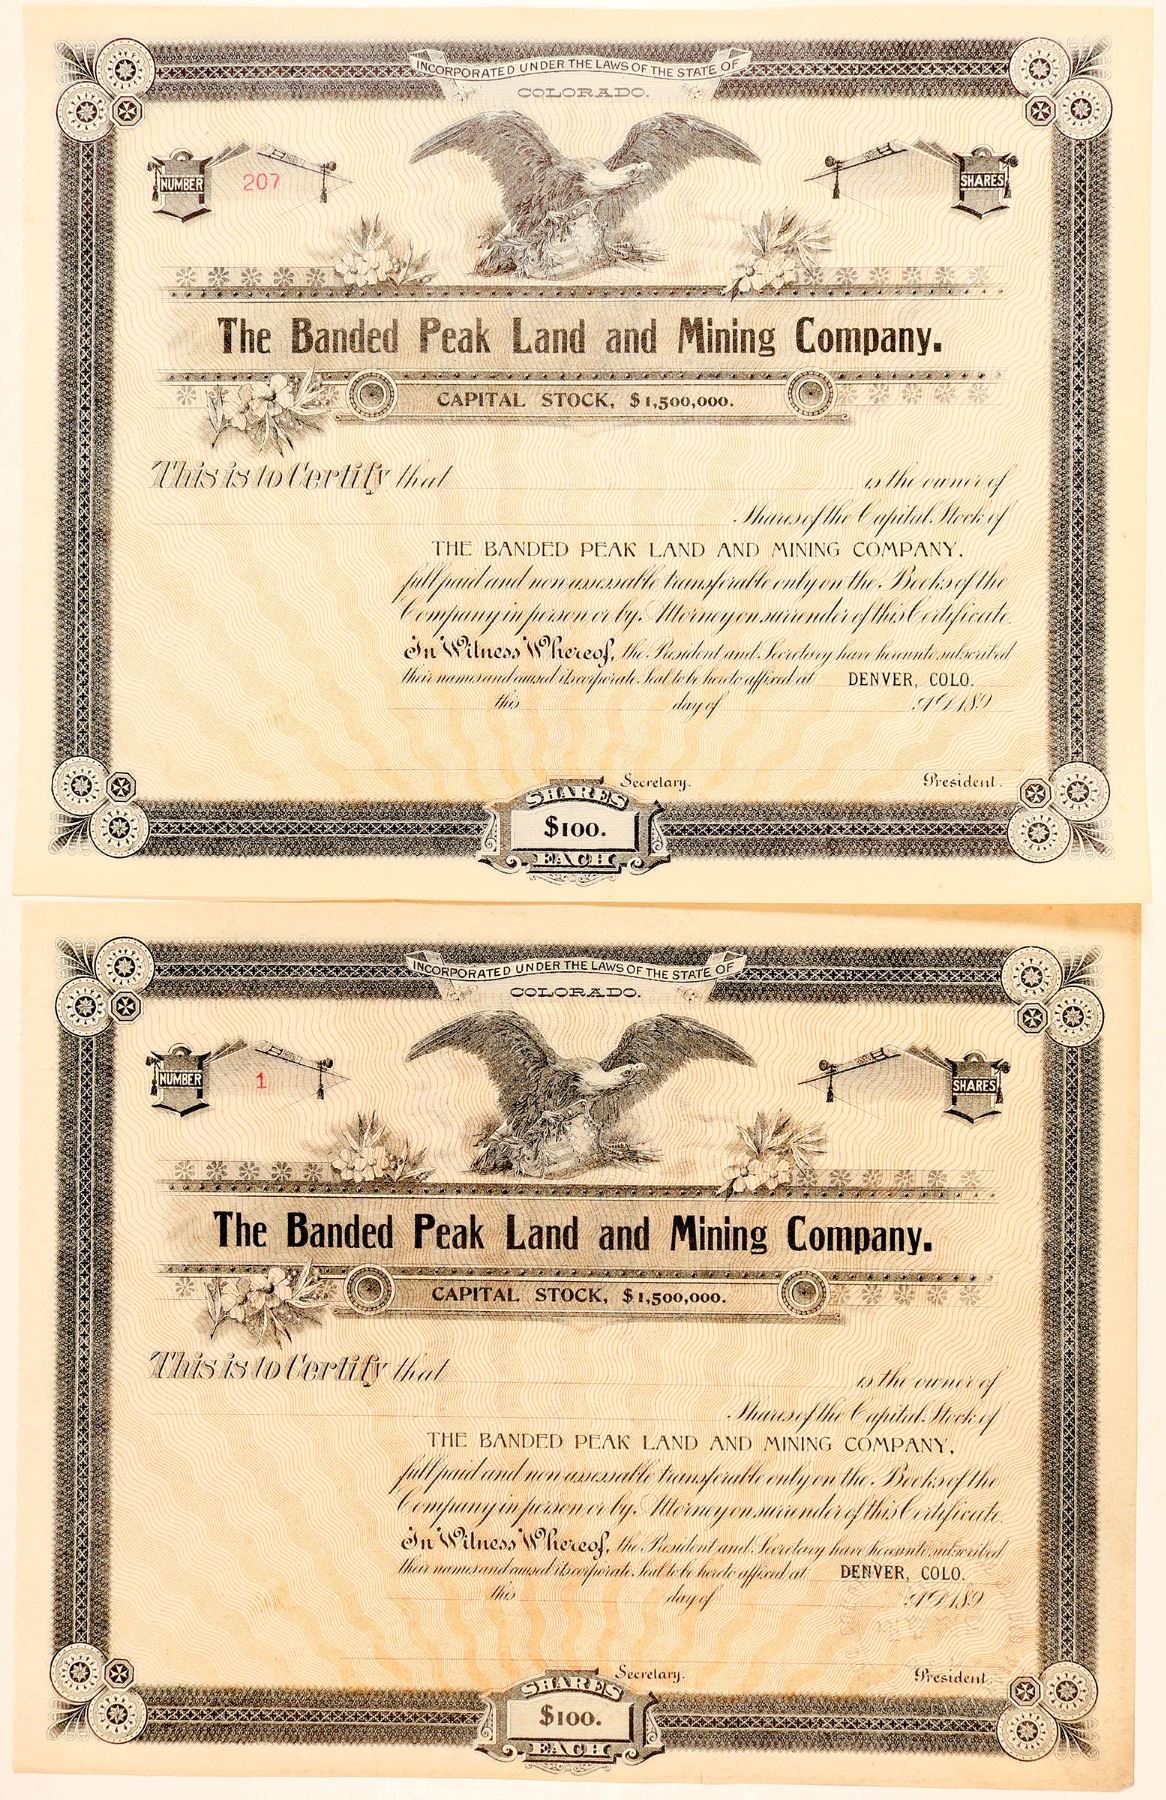 INCORPORATED UNDER THE LAWS OF THE STATE OF
COLORADO.
NUMBER 207 SHARES
The Banded Peak Land and Mining Company.
CAPITAL STOCK, $1,500,000.
This is to Certify that is the owner of
Shares of the Capital Stock of
THE BANDED PEAK LAND AND MINING COMPANY,
full paid and non assessable transferable only on the Books of the
Company in person or by Attorney on surrender of this Certificate.
In Witness Whereof, the President and Secretary have hereunto subscribed
their names and caused its corporate Seal to be hereto affixed at DENVER, COLO.
this day of A.D. 189
Secretary. President.
SHARES
$100.
EACH
INCORPORATED UNDER THE LAWS OF THE STATE OF
COLORADO.
NUMBER 1 SHARES
The Banded Peak Land and Mining Company.
CAPITAL STOCK, $1,500,000.
This is to Certify that is the owner of
Shares of the Capital Stock of
THE BANDED PEAK LAND AND MINING COMPANY,
full paid and non assessable transferable only on the Books of the
Company in person or by Attorney on surrender of this Certificate.
In Witness Whereof, the President and Secretary have hereunto subscribed
their names and caused its corporate Seal to be hereto affixed at DENVER, COLO.
this day of A.D. 189
Secretary. President.
SHARES
$100.
EACH